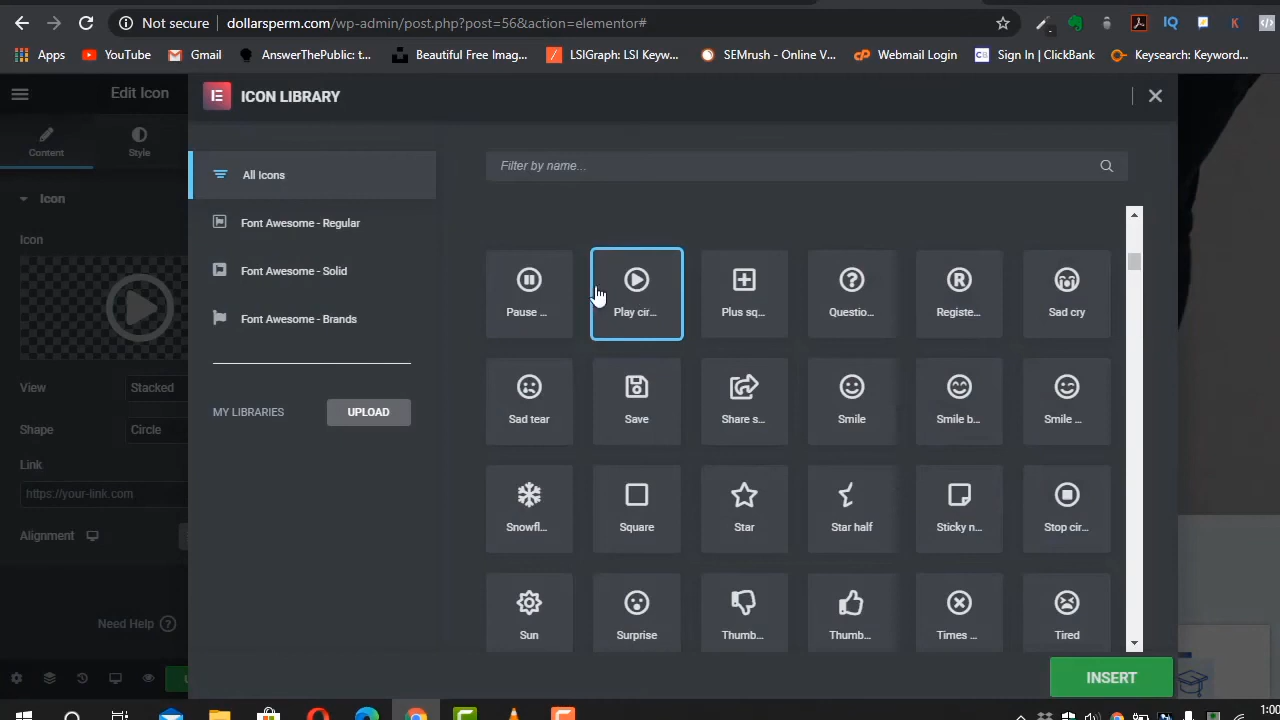 Not secure
dollarsperm.com/wp-admin/post.php?post=56&action=elementor#
Apps
YouTube
Gmail
AnswerThePublic: t...
Beautiful Free Imag...
LSIGraph: LSI Keyw...
SEMrush - Online V...
Webmail Login
Sign In | ClickBank
Keysearch: Keyword...
Edit Icon
Content
Style
Icon
Icon
View
Stacked
Shape
Circle
Link
https://your-link.com
Alignment
Need Help ?
ICON LIBRARY
All Icons
Font Awesome - Regular
Font Awesome - Solid
Font Awesome - Brands
MY LIBRARIES
UPLOAD
Filter by name...
Pause ...
Play cir...
Plus sq...
Questio...
Registe...
Sad cry
Sad tear
Save
Share s...
Smile
Smile b...
Smile ...
Snowfl...
Square
Star
Star half
Sticky n...
Stop cir...
Sun
Surprise
Thumb...
Thumb...
Times ...
Tired
INSERT
1:00